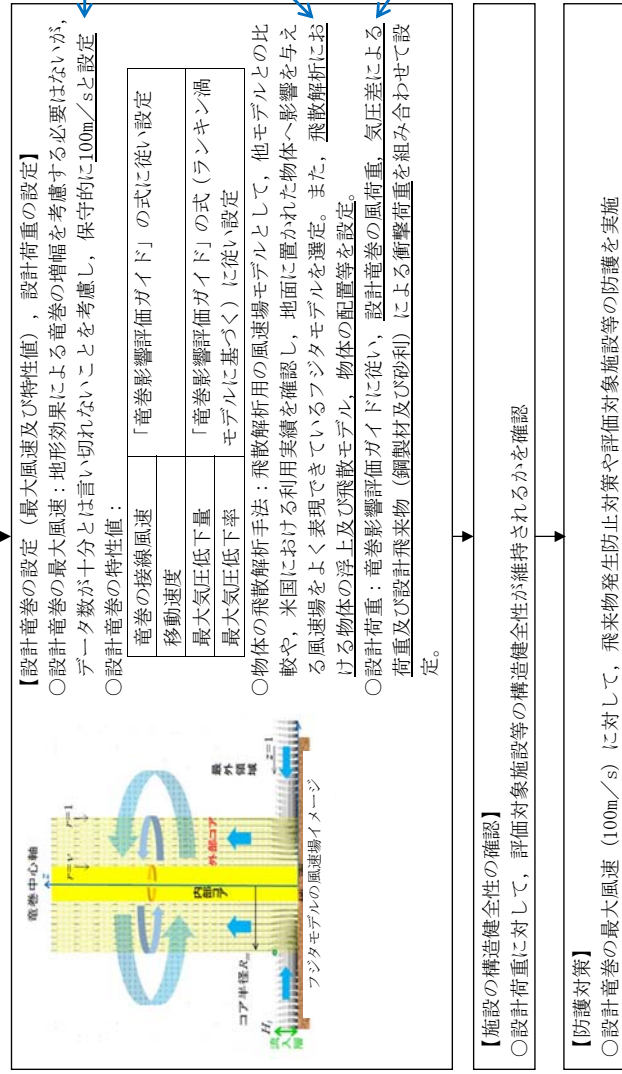 【設計竜巻の設定（最大風速及び特性値），設計荷重の設定】
○設計竜巻の最大風速：地形効果による竜巻の増幅を考慮する必要はないが，
データ数が十分とは言い切れないことを考慮し，保守的に100m／sと設定
○設計竜巻の特性値：
竜巻の接線風速
移動速度
「竜巻影響評価ガイド」の式に従い設定
最大気圧低下量
最大気圧低下率
「竜巻影響評価ガイド」の式（ランキン渦
モデルに基づく）に従い設定
○物体の飛散解析手法：飛散解析用の風速場モデルとして，他モデルとの比
較や，米国における利用実績を確認し，地面に置かれた物体へ影響を与え
る風速場をよく表現できているフジタモデルを選定。また，飛散解析にお
ける物体の浮上及び飛散モデル，物体の配置等を設定。
○設計荷重：竜巻影響評価ガイドに従い，設計竜巻の風荷重，気圧差による
荷重及び設計飛来物（鋼製材及び砂利）による衝撃荷重を組み合わせて設
定。
竜巻中心軸
z
r=ν
r=1
内部コア
外部コア
最外領域
コア半径Rm
z=1
Hi
流入層
フジタモデルの風速場イメージ
【施設の構造健全性の確認】
○設計荷重に対して，評価対象施設等の構造健全性が維持されるかを確認
【防護対策】
○設計竜巻の最大風速（100m／s）に対して，飛来物発生防止対策や評価対象施設等の防護を実施